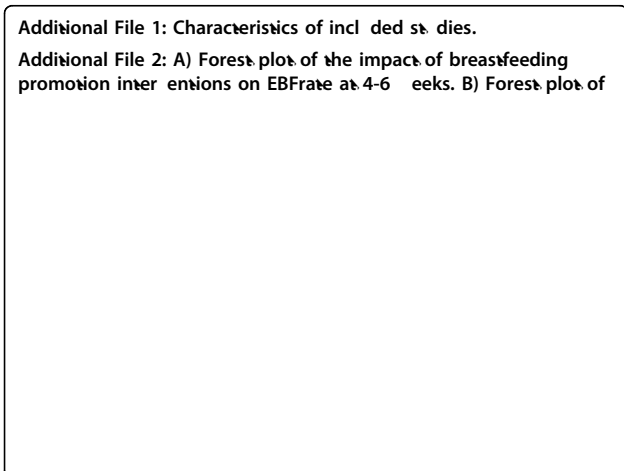 Additional File 1: Characteristics of incl ded st dies.
Additional File 2: A) Forest plot of the impact of breastfeeding
promotion inter entions on EBFrate at 4-6 eeks. B) Forest plot of